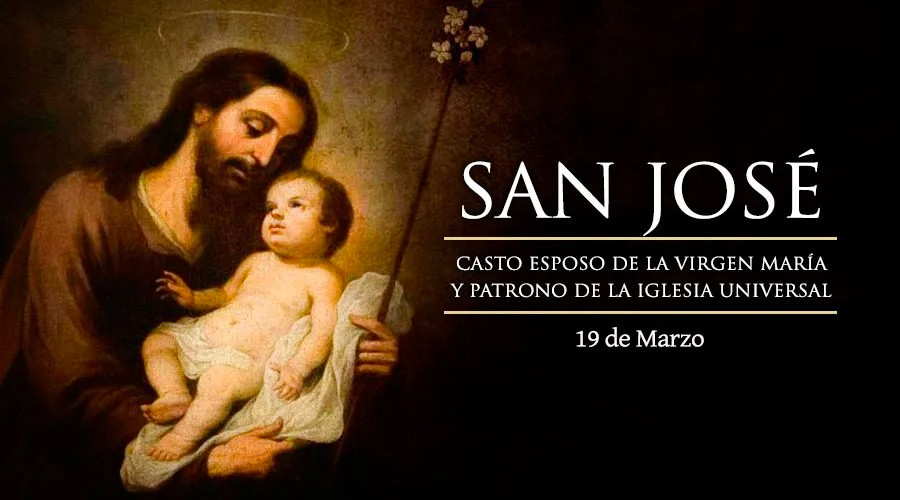 SAN JOSÉ
CASTO ESPOSO DE LA VIRGEN MARÍA
Y PATRONO DE LA IGLESIA UNIVERSAL
19 de Marzo